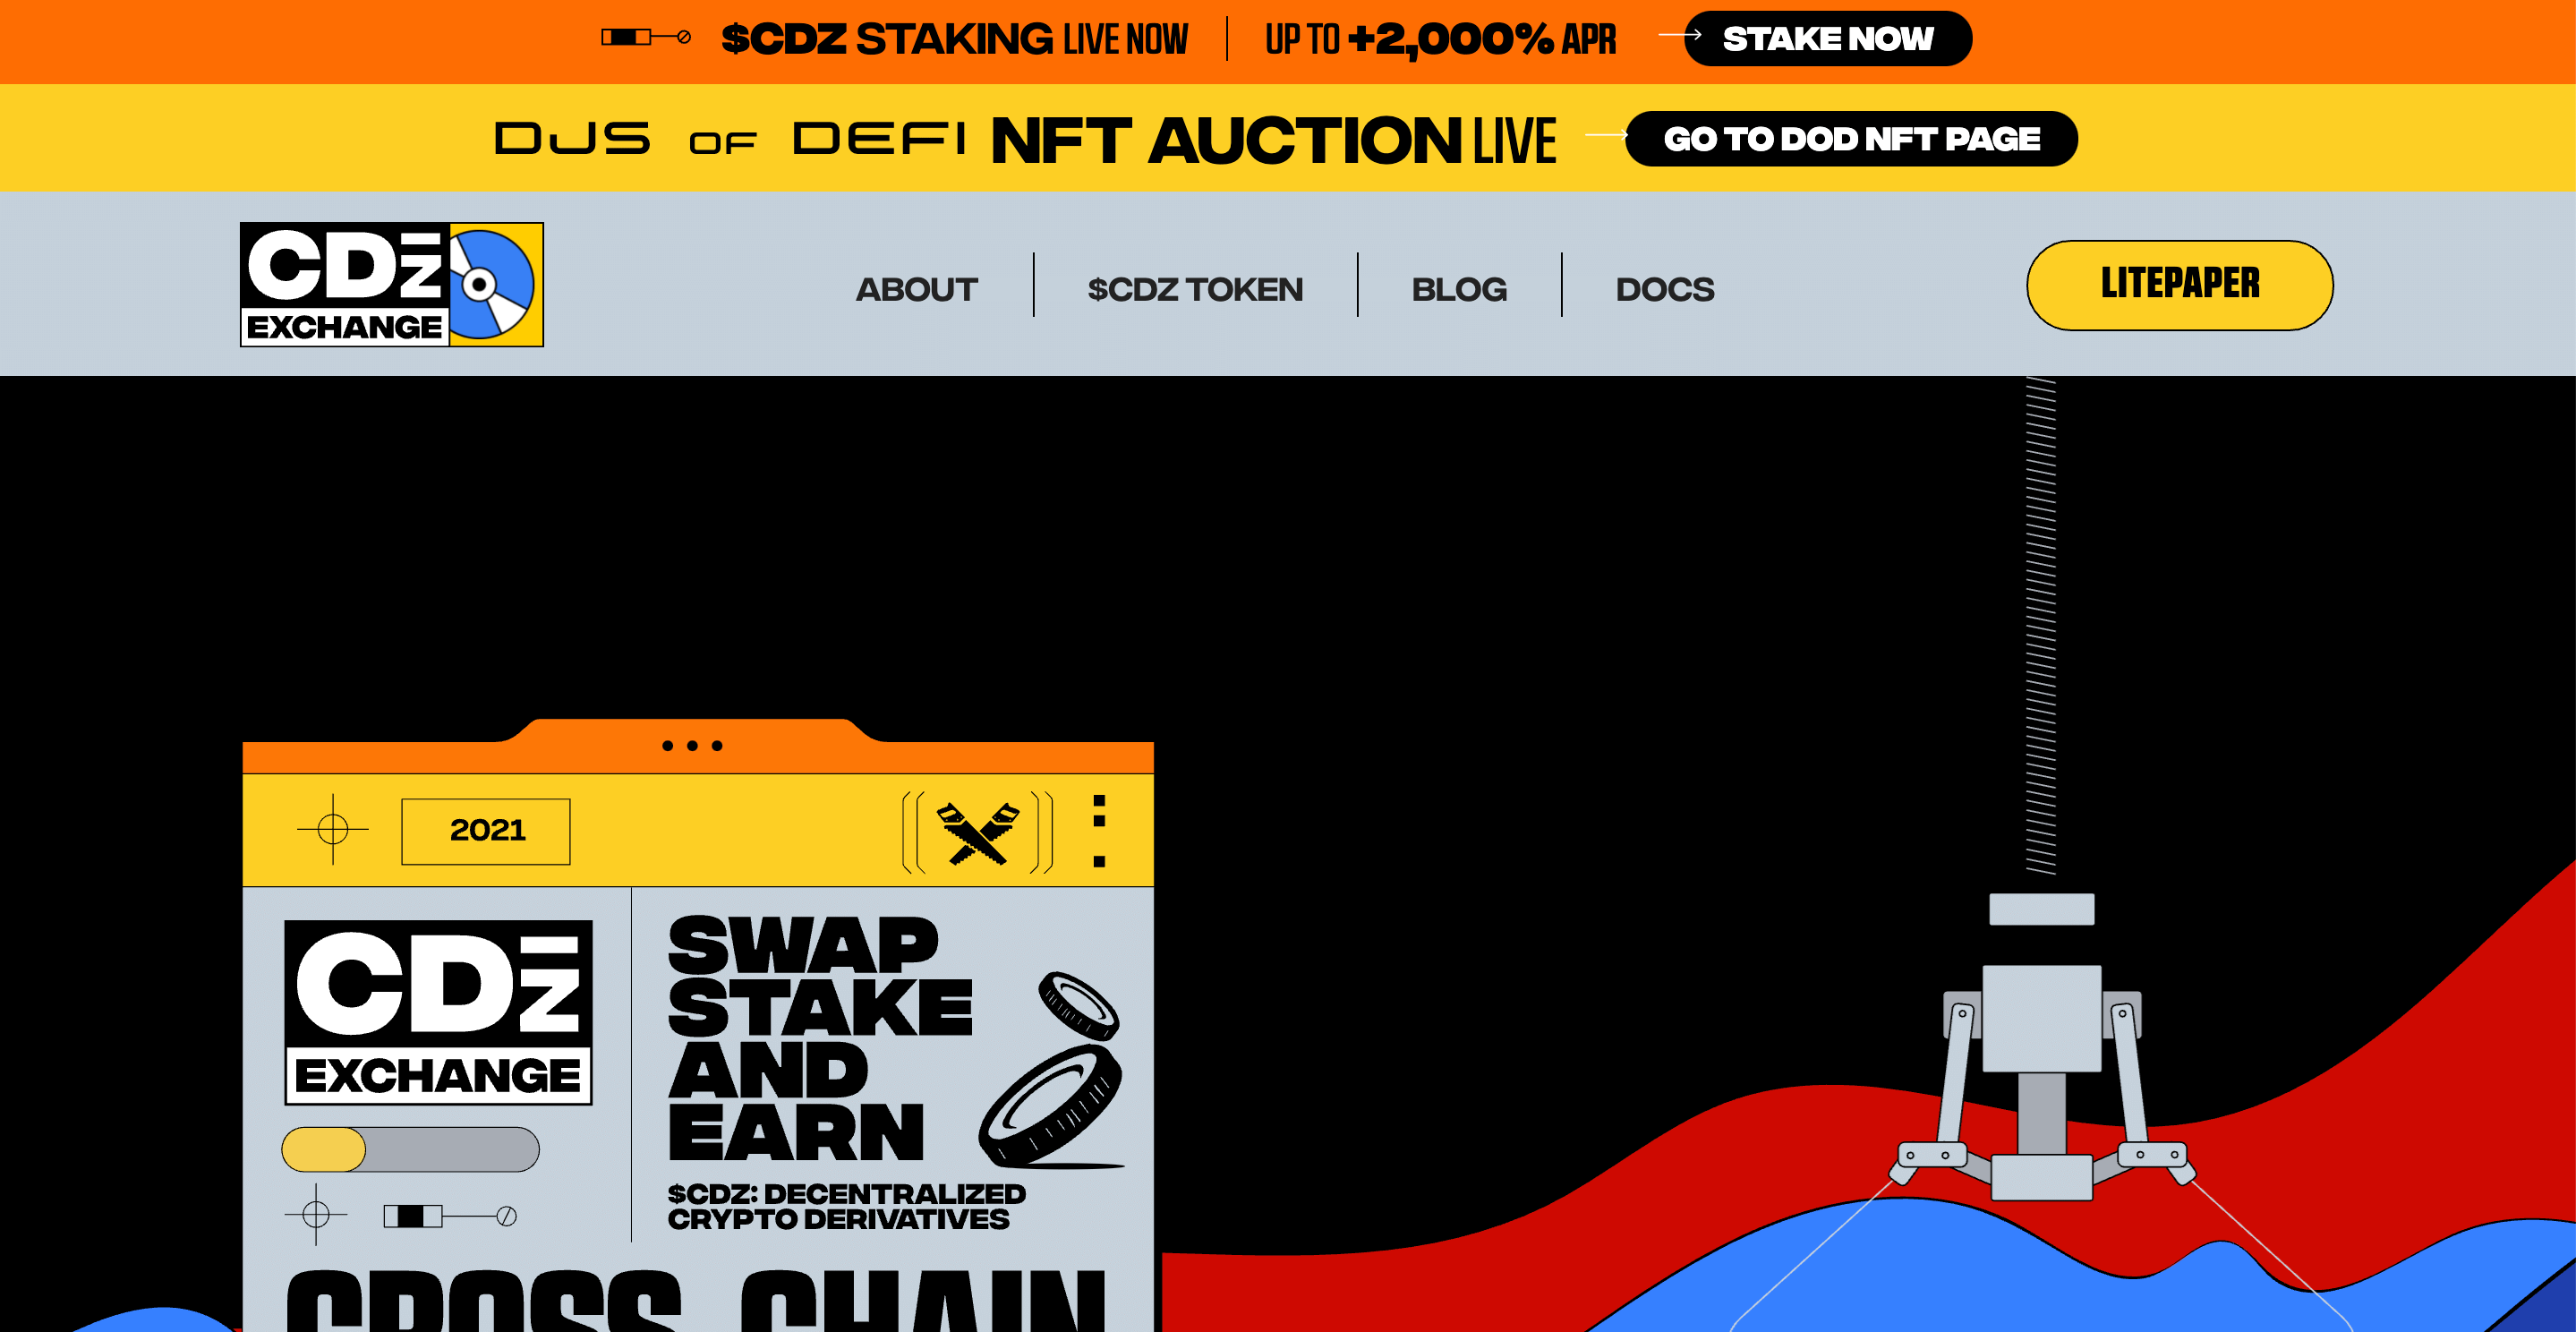 $CDZ STAKING LIVE NOW UP TO +2,000% APR STAKE NOW
DJS OF DEFI NFT AUCTION LIVE GO TO DOD NFT PAGE
CDZ
EXCHANGE
ABOUT $CDZ TOKEN BLOG DOCS
LITEPAPER
2021
CDZ
EXCHANGE
SWAP
STAKE
AND
EARN
$CDZ: DECENTRALIZED
CRYPTO DERIVATIVES
CROSS CHAIN